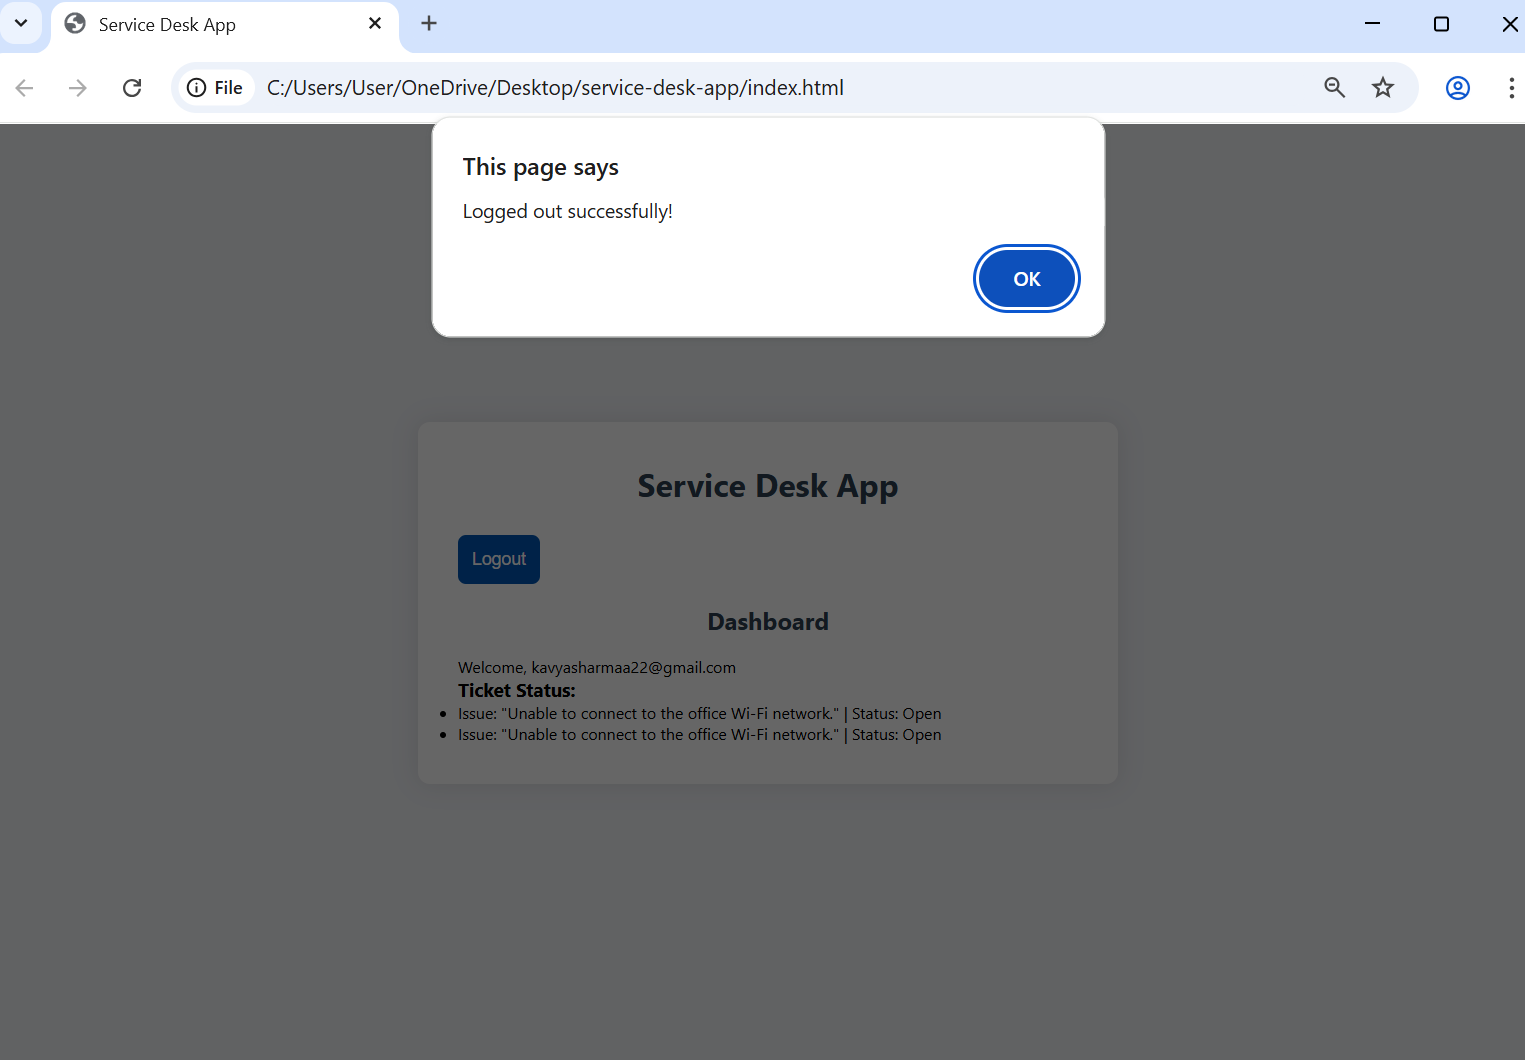 Service Desk App
File
C:/Users/User/OneDrive/Desktop/service-desk-app/index.html
This page says
Logged out successfully!
OK
Service Desk App
Logout
Dashboard
Welcome, kavyasharmaa22@gmail.com
Ticket Status:
Issue: "Unable to connect to the office Wi-Fi network." | Status: Open
Issue: "Unable to connect to the office Wi-Fi network." | Status: Open